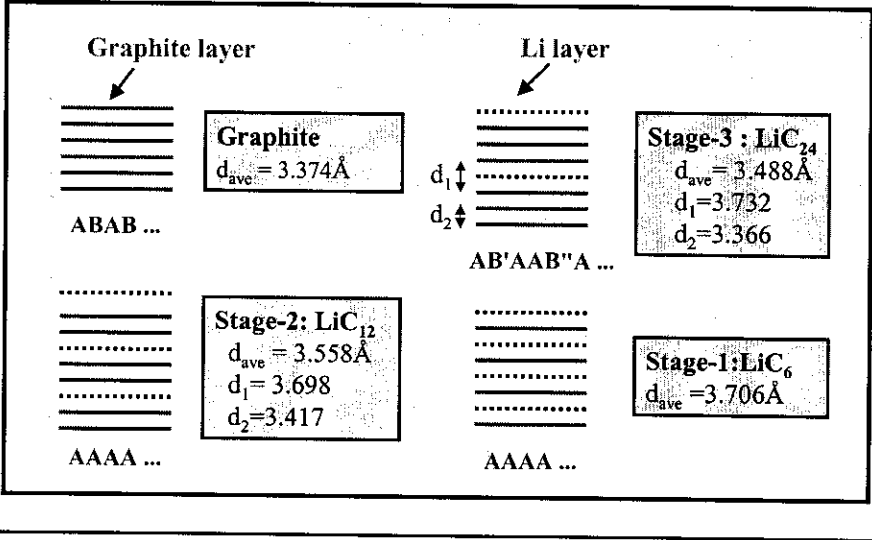 Graphite layer
Graphite
d_ave = 3.374Å
ABAB ...
Li layer
d₁
d₂
AB'AAB"A ...
Stage-3 : LiC₂₄
d_ave = 3.488Å
d₁=3.732
d₂=3.366
Stage-2: LiC₁₂
d_ave = 3.558Å
d₁= 3.698
d₂=3.417
AAAA ...
AAAA ...
Stage-1:LiC₆
d_ave =3.706Å